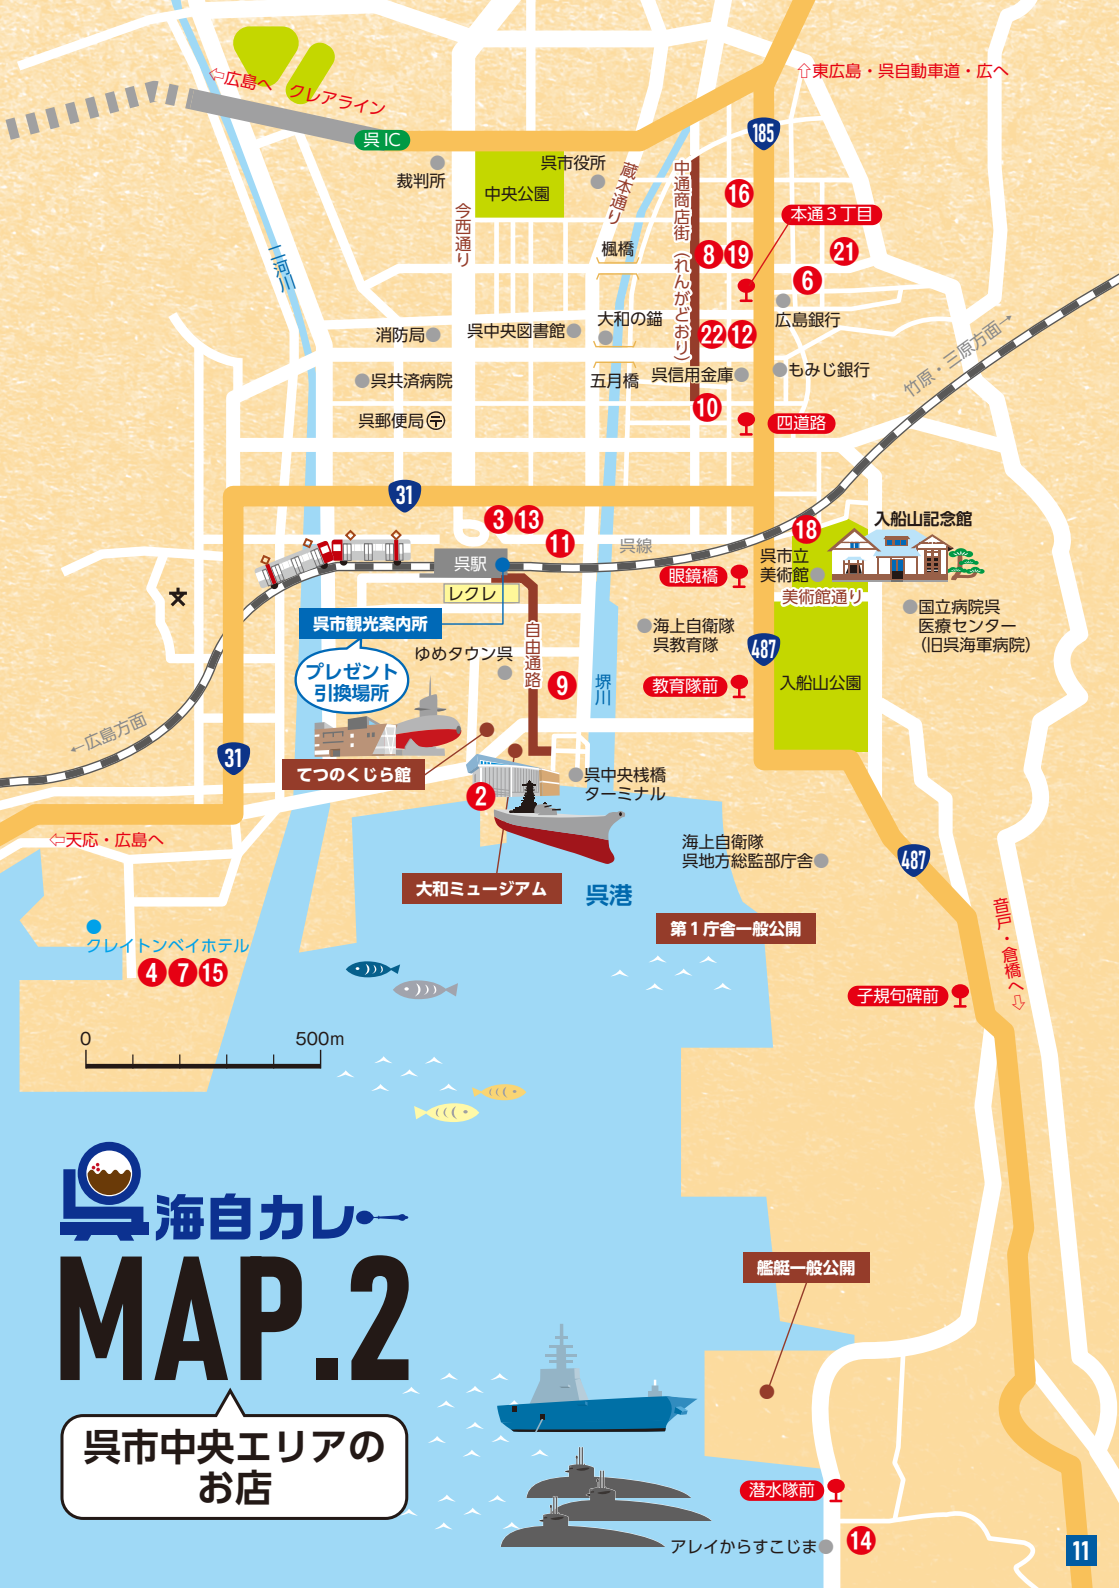 ⇦広島へ　クレアライン
⇧東広島・呉自動車道・広へ
呉 IC
185
裁判所
中央公園
呉市役所
蔵本通り
中通商店街（れんがどおり）
今西通り
二河川
16
本通３丁目
21
8 19
6
楓橋
広島銀行
消防局
呉中央図書館
大和の錨
22 12
呉共済病院
五月橋
呉信用金庫
もみじ銀行
竹原・三原方面→
呉郵便局
10
四道路
31
3 13
11
18
入船山記念館
呉線
呉駅
呉市立
美術館
眼鏡橋
美術館通り
レクレ
呉市観光案内所
自由通路
海上自衛隊
呉教育隊
487
国立病院呉
医療センター
（旧呉海軍病院）
プレゼント
引換場所
ゆめタウン呉
9
堺川
教育隊前
入船山公園
←広島方面
31
てつのくじら館
呉中央桟橋
ターミナル
2
⇦天応・広島へ
海上自衛隊
呉地方総監部庁舎
487
大和ミュージアム
呉港
第１庁舎一般公開
音戸・倉橋へ⇨
クレイトンベイホテル
4 7 15
子規句碑前
0
500m
海自カレー
MAP.2
呉市中央エリアの
お店
艦艇一般公開
潜水隊前
アレイからすこじま
14
11